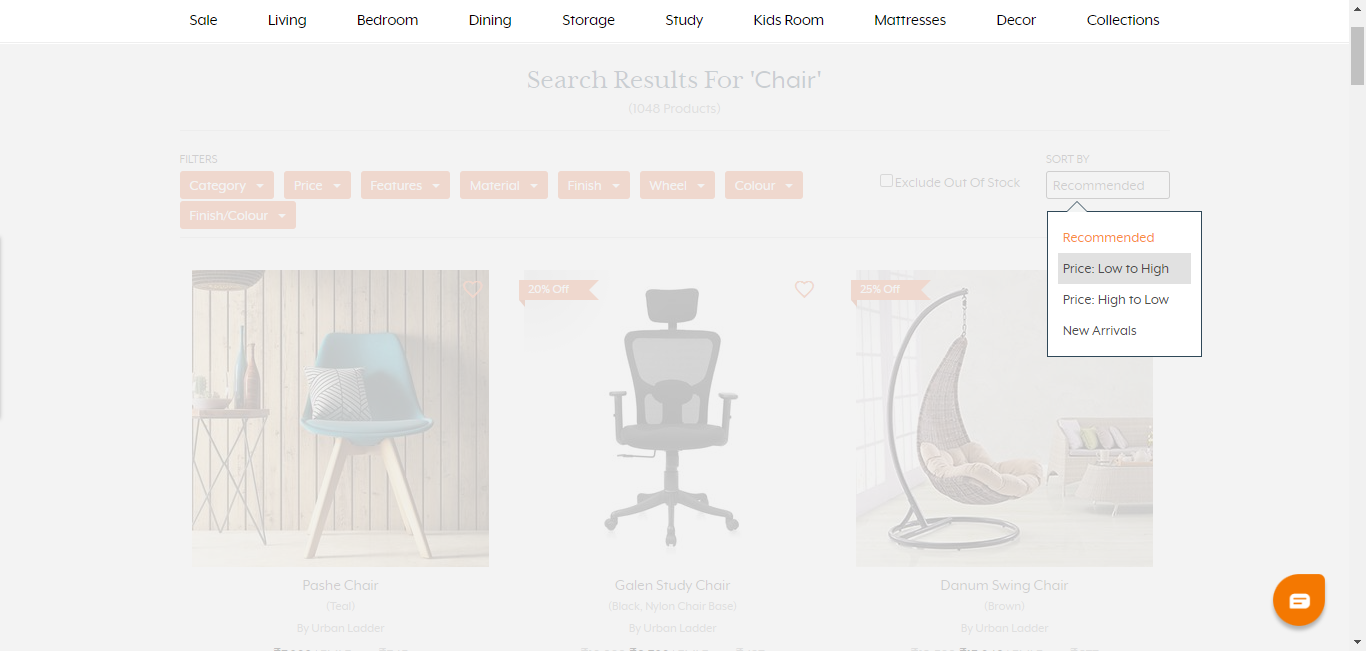 Sale Living Bedroom Dining Storage Study Kids Room Mattresses Decor Collections
Search Results For 'Chair'
(1048 Products)
FILTERS
Category Price Features Material Finish Wheel Colour
Finish/Colour
Exclude Out Of Stock
SORT BY
Recommended
Recommended
Price: Low to High
Price: High to Low
New Arrivals
20% Off
25% Off
Pashe Chair
(Teal)
By Urban Ladder
Galen Study Chair
(Black, Nylon Chair Base)
By Urban Ladder
Danum Swing Chair
(Brown)
By Urban Ladder